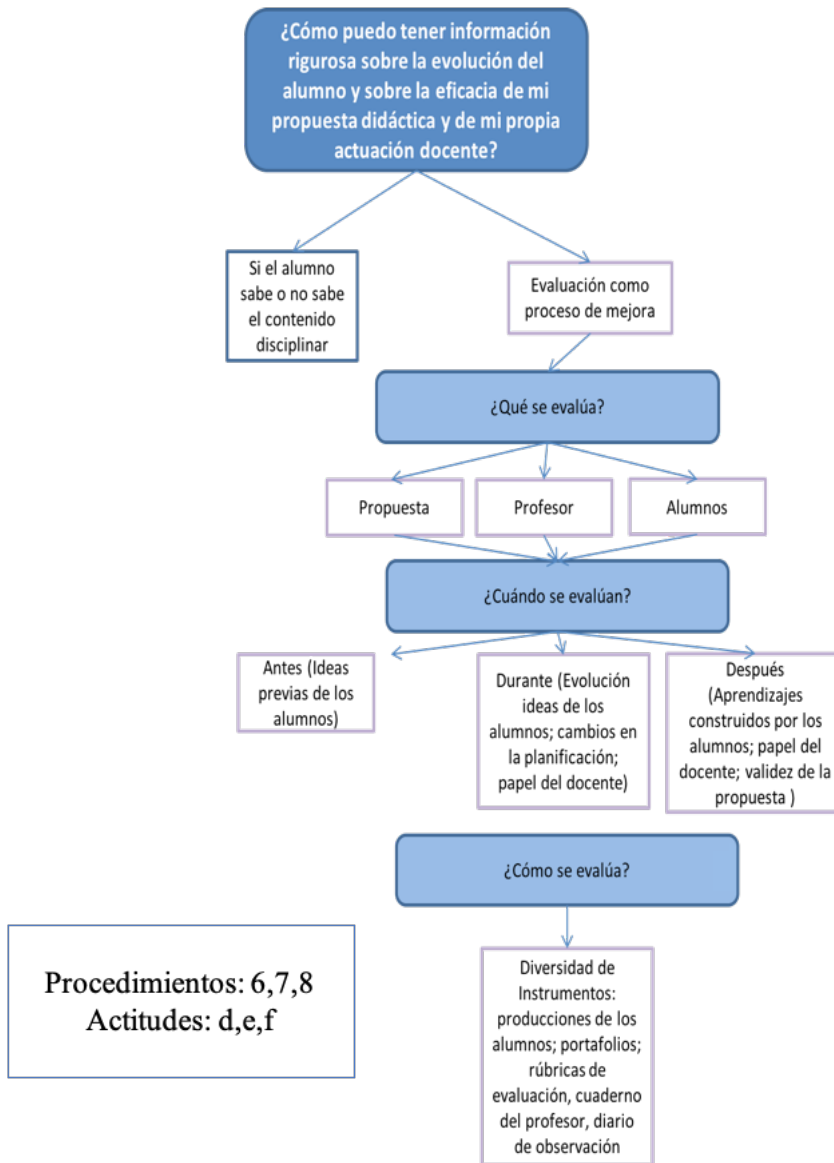 ¿Cómo puedo tener información
rigurosa sobre la evolución del
alumno y sobre la eficacia de mi
propuesta didáctica y de mi propia
actuación docente?
Si el alumno
sabe o no sabe
el contenido
disciplinar
Evaluación como
proceso de mejora
¿Qué se evalúa?
Propuesta
Profesor
Alumnos
¿Cuándo se evalúan?
Antes (Ideas
previas de los
alumnos)
Durante (Evolución
ideas de los
alumnos; cambios en
la planificación;
papel del docente)
Después
(Aprendizajes
construidos por los
alumnos; papel del
docente; validez de la
propuesta )
¿Cómo se evalúa?
Diversidad de
Instrumentos:
producciones de los
alumnos; portafolios;
rúbricas de
evaluación, cuaderno
del profesor, diario
de observación
Procedimientos: 6,7,8
Actitudes: d,e,f